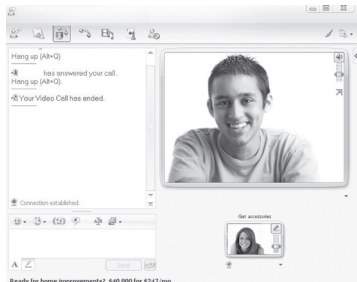 Hang up (Alt+Q)
has answered your call.
Hang up (Alt+Q).
Your Video Call has ended.
Connection established.
Get accessories
A
Send
Ready for home improvements? $40,000 for $247/mo.